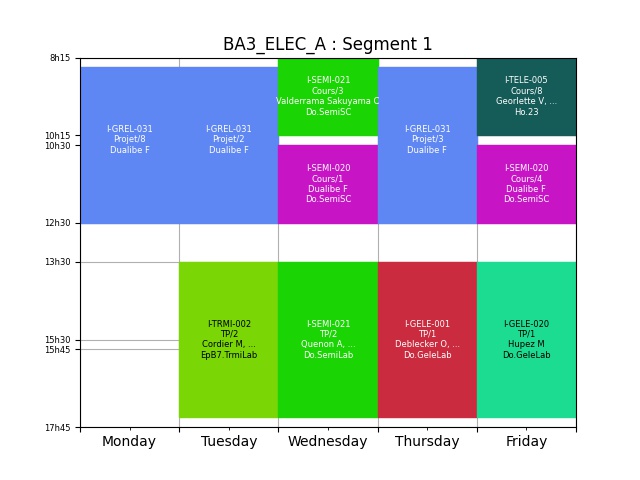 BA3_ELEC_A : Segment 1
8h15
10h15
10h30
12h30
13h30
15h30
15h45
17h45
I-GREL-031
Projet/8
Dualibe F
I-GREL-031
Projet/2
Dualibe F
I-SEMI-021
Cours/3
Valderrama Sakuyama C
Do.SemiSC
I-SEMI-020
Cours/1
Dualibe F
Do.SemiSC
I-GREL-031
Projet/3
Dualibe F
I-TELE-005
Cours/8
Georlette V, ...
Ho.23
I-SEMI-020
Cours/4
Dualibe F
Do.SemiSC
I-TRMI-002
TP/2
Cordier M, ...
EpB7.TrmiLab
I-SEMI-021
TP/2
Quenon A, ...
Do.SemiLab
I-GELE-001
TP/1
Deblecker O, ...
Do.GeleLab
I-GELE-020
TP/1
Hupez M
Do.GeleLab
Monday
Tuesday
Wednesday
Thursday
Friday